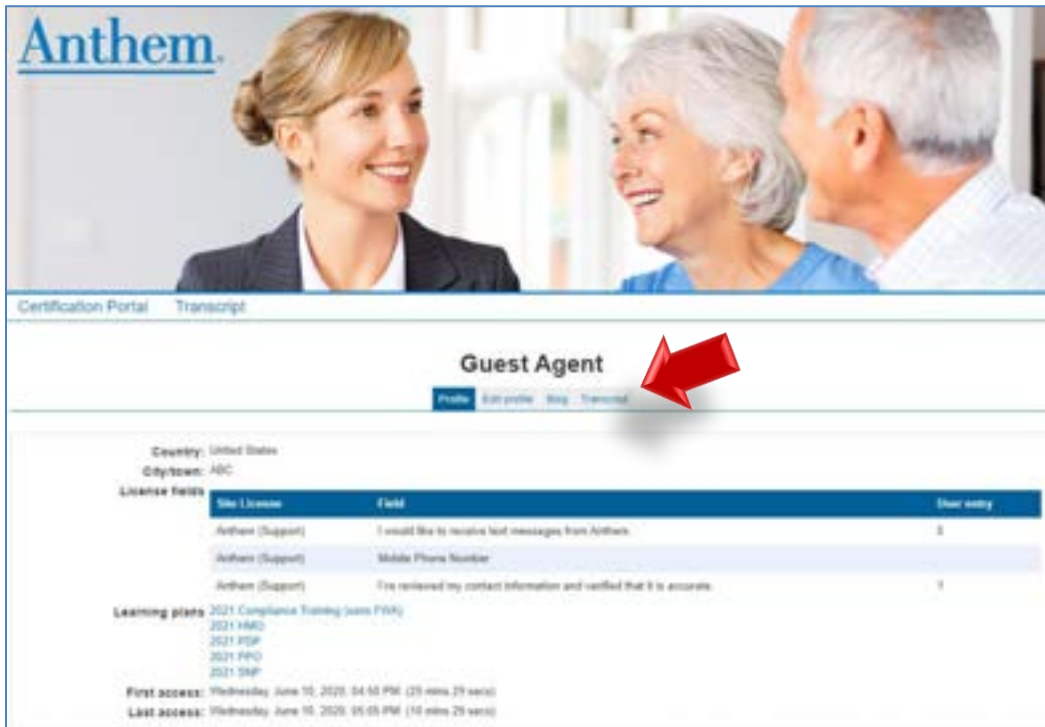 Anthem.
Certification Portal Transcript
Guest Agent
Profile Edit profile Blog Transcript
Country: United States
City/town: ABC
License fields
Site License Field User entry
Anthem (Support) I would like to receive text messages from Anthem.
Anthem (Support) Mobile Phone Number
Anthem (Support) I've reviewed my contact information and verified that it is accurate. 1
Learning plans 2021 Compliance Training (sans FWA)
2021 HMO
2021 PDP
2021 PPO
2021 SNP
First access: Wednesday, June 10, 2020, 04:50 PM (25 mins 29 secs)
Last access: Wednesday, June 10, 2020, 05:05 PM (10 mins 29 secs)